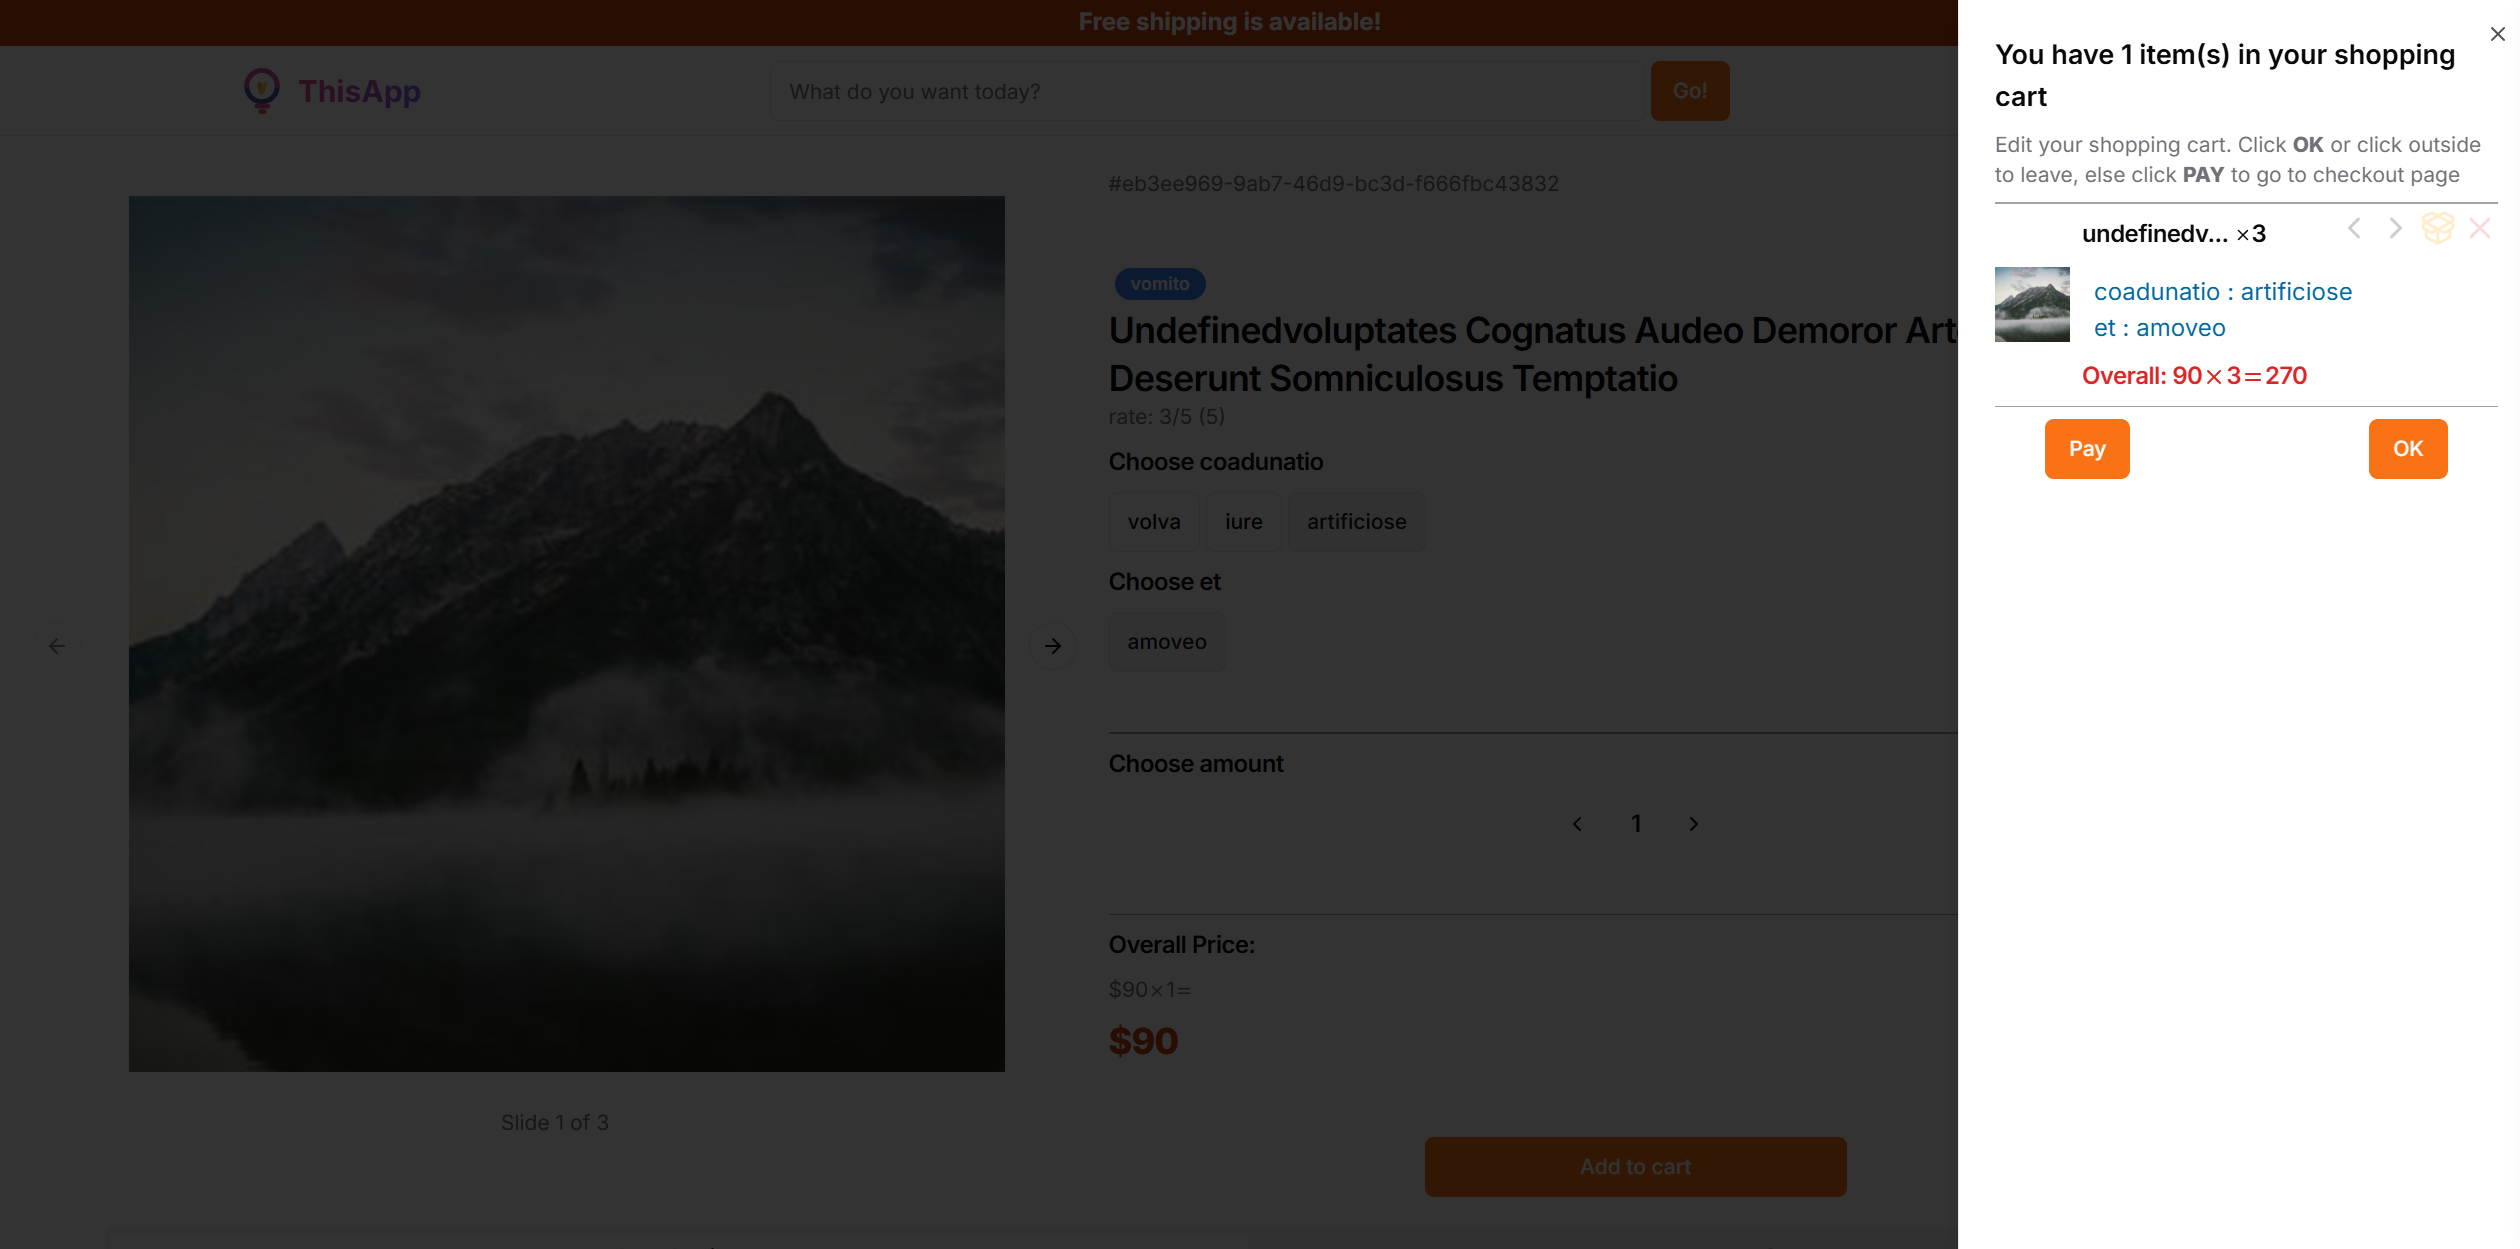 Free shipping is available!
ThisApp
What do you want today?
Go!
#eb3ee969-9ab7-46d9-bc3d-f666fbc43832
vomito
Undefinedvoluptates Cognatus Audeo Demoror Art
Deserunt Somniculosus Temptatio
rate: 3/5 (5)
Choose coadunatio
volva
iure
artificiose
Choose et
amoveo
Choose amount
1
Overall Price:
$90×1=
$90
Slide 1 of 3
Add to cart
You have 1 item(s) in your shopping
cart
Edit your shopping cart. Click OK or click outside
to leave, else click PAY to go to checkout page
undefinedv... ×3
coadunatio : artificiose
et : amoveo
Overall: 90×3=270
Pay
OK